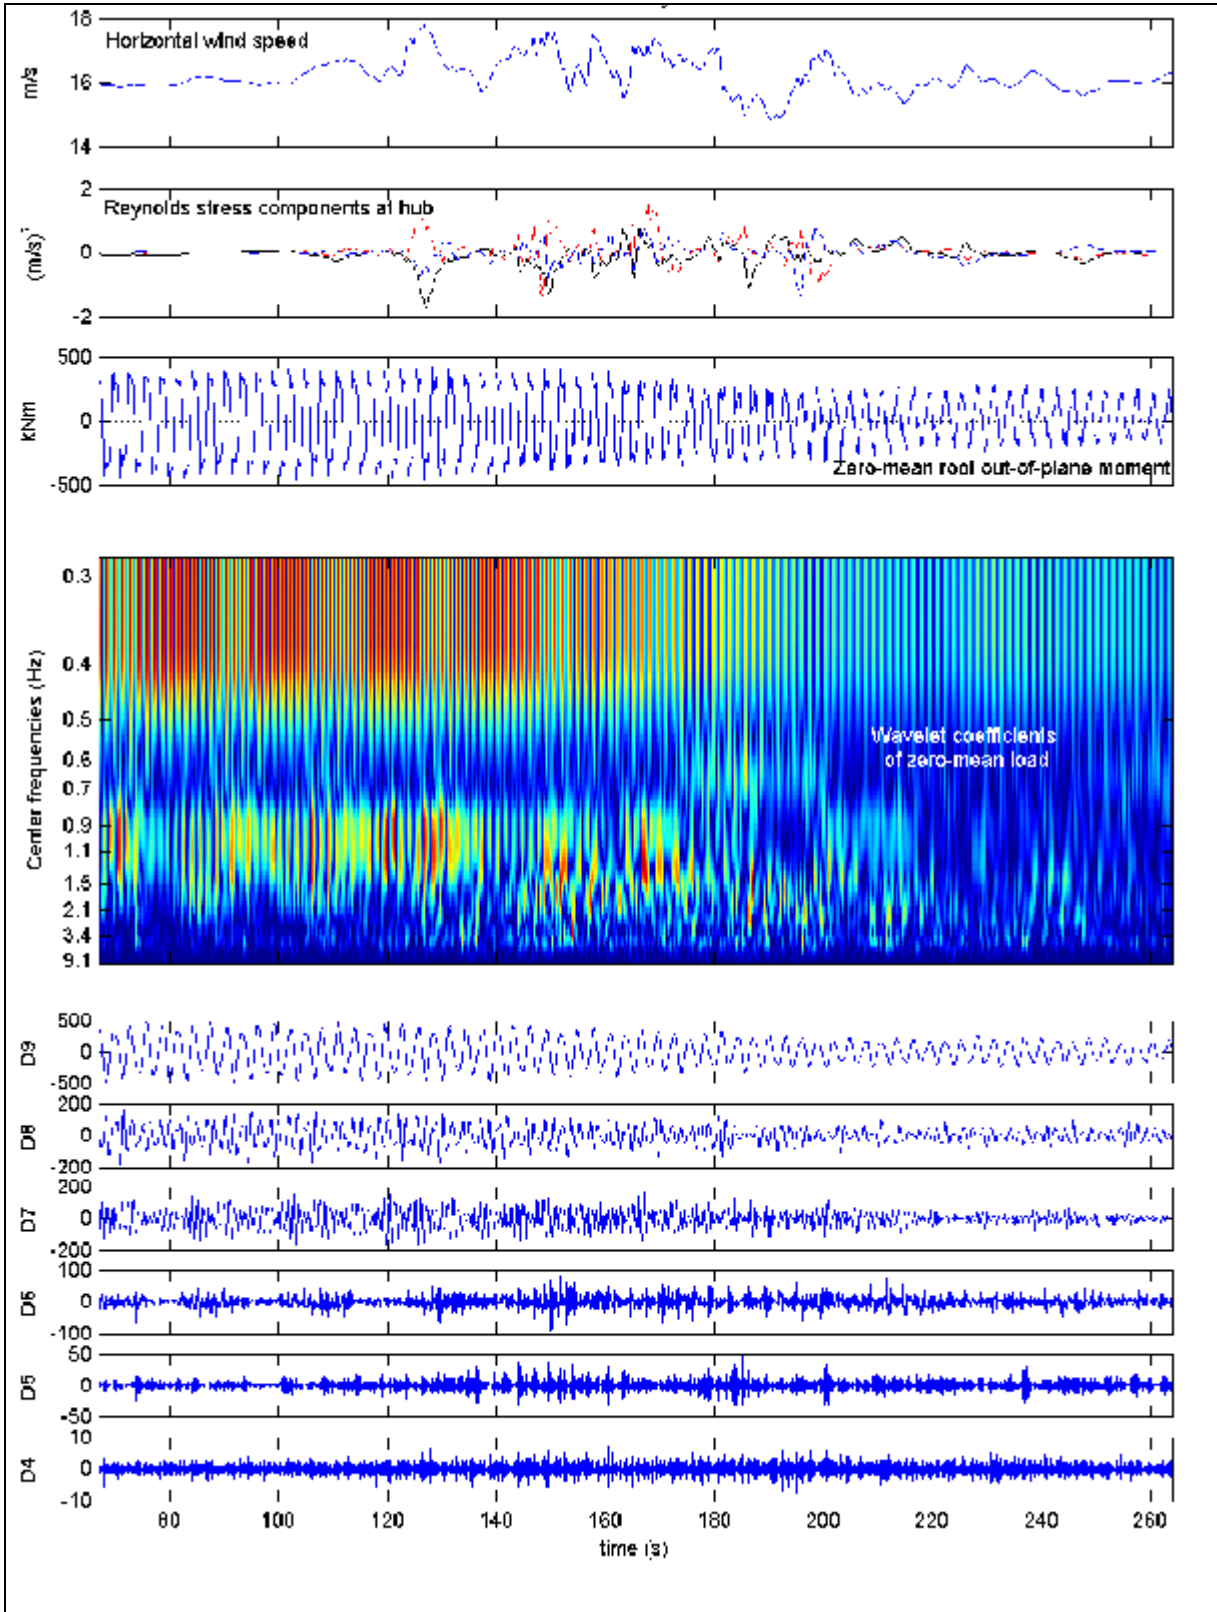 18
Horizontal wind speed
m/s
16
14
2
Reynolds stress components at hub
(m/s)²
0
-2
500
kNm
0
Zero-mean root out-of-plane moment
-500
0.3
0.4
Center frequencies (Hz)
0.5
Wavelet coefficients
of zero-mean load
0.6
0.7
0.9
1.1
1.5
2.1
3.4
9.1
500
D9
0
-500
200
D8
0
-200
200
D7
0
-200
100
D6
0
-100
50
D5
0
-50
10
D4
0
-10
80 100 120 140 160 180 200 220 240 260
time (s)